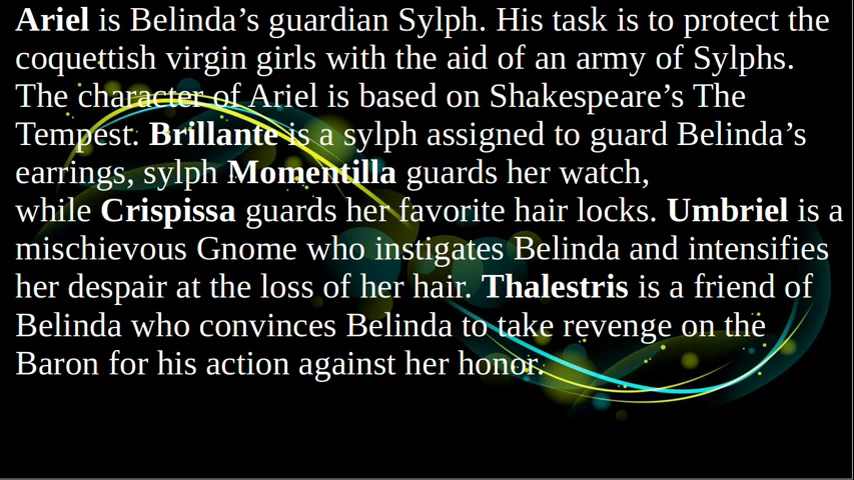 Ariel is Belinda’s guardian Sylph. His task is to protect the
coquettish virgin girls with the aid of an army of Sylphs.
The character of Ariel is based on Shakespeare’s The
Tempest. Brillante is a sylph assigned to guard Belinda’s
earrings, sylph Momentilla guards her watch,
while Crispissa guards her favorite hair locks. Umbriel is a
mischievous Gnome who instigates Belinda and intensifies
her despair at the loss of her hair. Thalestris is a friend of
Belinda who convinces Belinda to take revenge on the
Baron for his action against her honor.